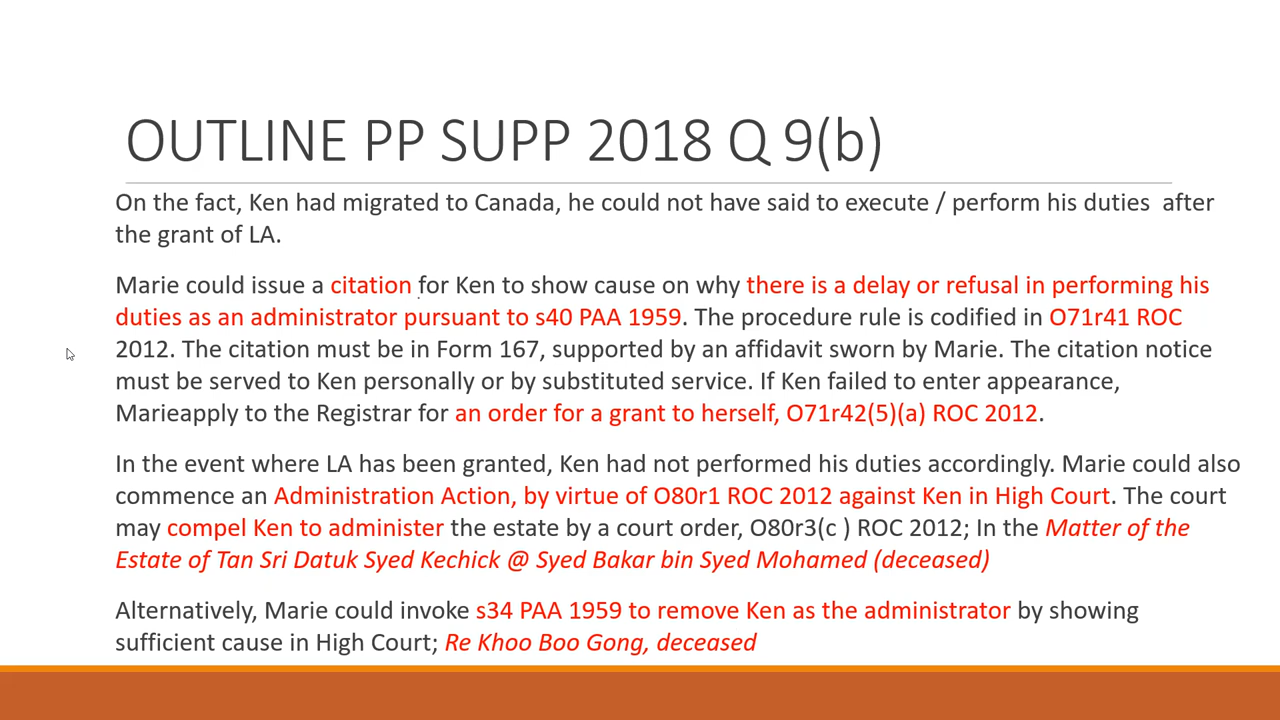 OUTLINE PP SUPP 2018 Q 9(b)
On the fact, Ken had migrated to Canada, he could not have said to execute / perform his duties after
the grant of LA.
Marie could issue a citation for Ken to show cause on why there is a delay or refusal in performing his
duties as an administrator pursuant to s40 PAA 1959. The procedure rule is codified in O71r41 ROC
2012. The citation must be in Form 167, supported by an affidavit sworn by Marie. The citation notice
must be served to Ken personally or by substituted service. If Ken failed to enter appearance,
Marieapply to the Registrar for an order for a grant to herself, O71r42(5)(a) ROC 2012.
In the event where LA has been granted, Ken had not performed his duties accordingly. Marie could also
commence an Administration Action, by virtue of O80r1 ROC 2012 against Ken in High Court. The court
may compel Ken to administer the estate by a court order, O80r3(c ) ROC 2012; In the Matter of the
Estate of Tan Sri Datuk Syed Kechick @ Syed Bakar bin Syed Mohamed (deceased)
Alternatively, Marie could invoke s34 PAA 1959 to remove Ken as the administrator by showing
sufficient cause in High Court; Re Khoo Boo Gong, deceased